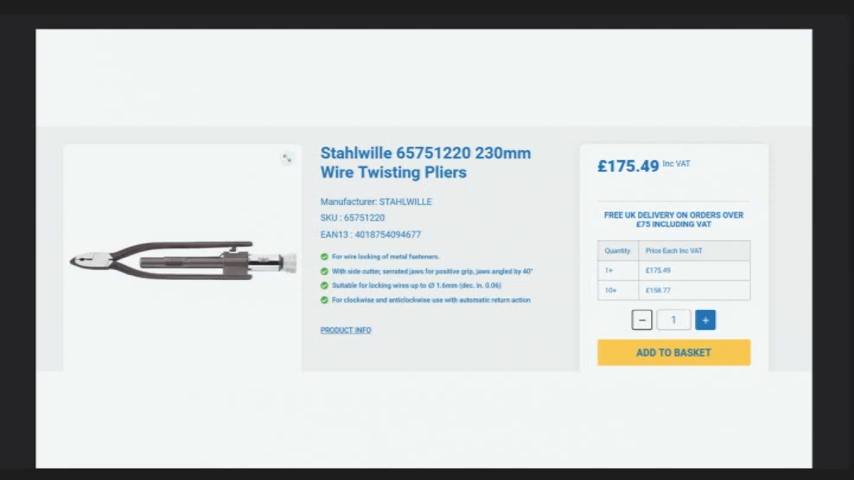 Stahlwille 65751220 230mm
Wire Twisting Pliers
Manufacturer: STAHLWILLE
SKU : 65751220
EAN13 : 4018754094677
For wire locking of metal fasteners.
With side cutter, serrated jaws for positive grip, jaws angled by 40°
Suitable for locking wires up to Ø 1.6mm (dec. in. 0.06)
For clockwise and anticlockwise use with automatic return action
PRODUCT INFO
£175.49 Inc VAT
FREE UK DELIVERY ON ORDERS OVER
£75 INCLUDING VAT
Quantity Price Each Inc VAT
1+ £175.49
10+ £158.77
− 1 +
ADD TO BASKET